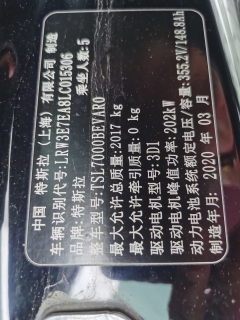 中国 特斯拉（上海）有限公司 制造
车辆识别代号:LRW3E7EA8LC015306
品牌:特斯拉 乘坐人数:5
整车型号:TSL7000BEVAR0
最大允许总质量:2017 kg
最大允许牵引质量:0 kg
驱动电机型号:3D1
驱动电机峰值功率:202kW
动力电池系统额定电压/容量:355.2V/148.8Ah
制造年月:2020 年 03 月